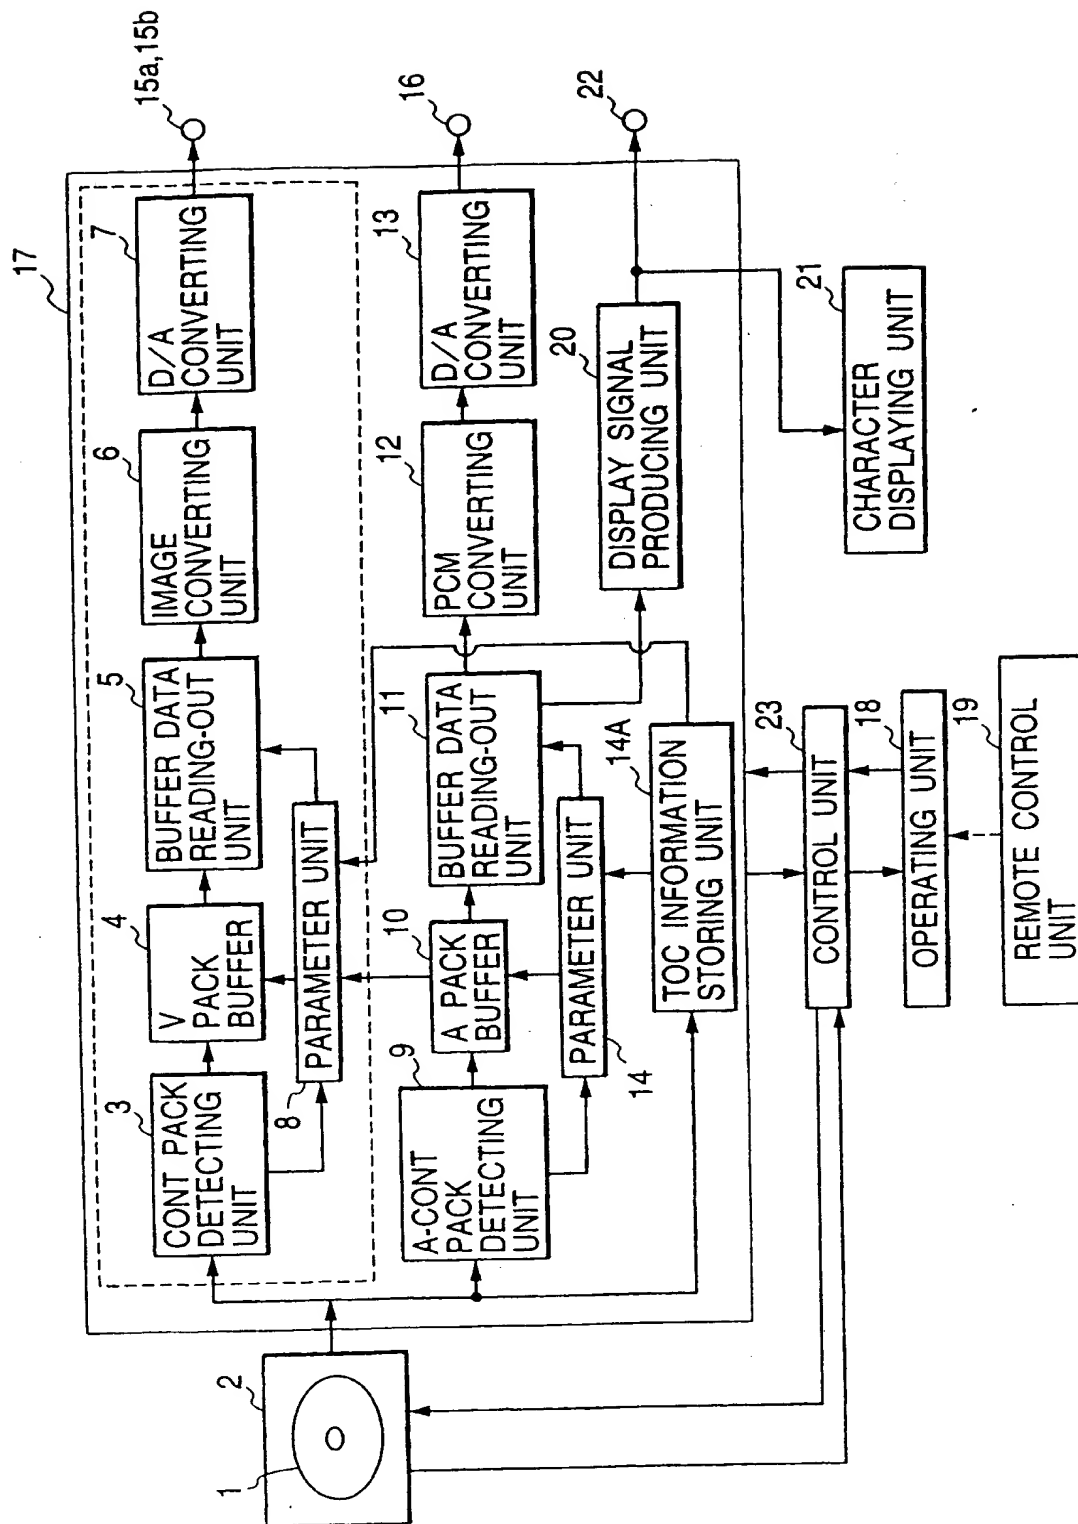 17
15a,15b
3
CONT PACK
DETECTING
UNIT
4
V
PACK
BUFFER
5
BUFFER DATA
READING-OUT
UNIT
6
IMAGE
CONVERTING
UNIT
7
D/A
CONVERTING
UNIT
8
PARAMETER UNIT
16
9
A-CONT
PACK
DETECTING
UNIT
10
A PACK
BUFFER
11
BUFFER DATA
READING-OUT
UNIT
12
PCM
CONVERTING
UNIT
13
D/A
CONVERTING
UNIT
PARAMETER UNIT
14
22
14A
TOC INFORMATION
STORING UNIT
20
DISPLAY SIGNAL
PRODUCING UNIT
2
1
23
CONTROL UNIT
21
CHARACTER
DISPLAYING UNIT
18
OPERATING UNIT
19
REMOTE CONTROL
UNIT